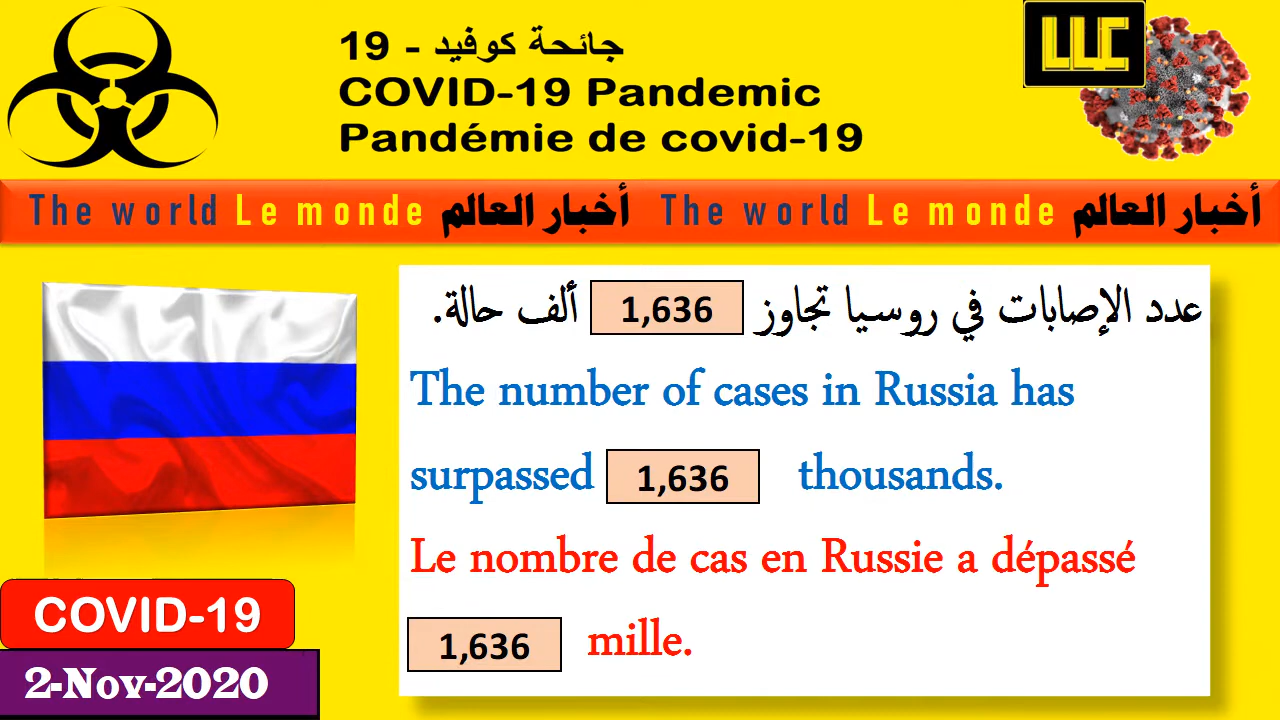 جائحة كوفيد - 19
COVID-19 Pandemic
Pandémie de covid-19
LLC
The world Le monde أخبار العالم The world Le monde أخبار العالم
عدد الإصابات في روسيا تجاوز 1,636 ألف حالة.
The number of cases in Russia has
surpassed 1,636 thousands.
Le nombre de cas en Russie a dépassé
1,636 mille.
COVID-19
2-Nov-2020